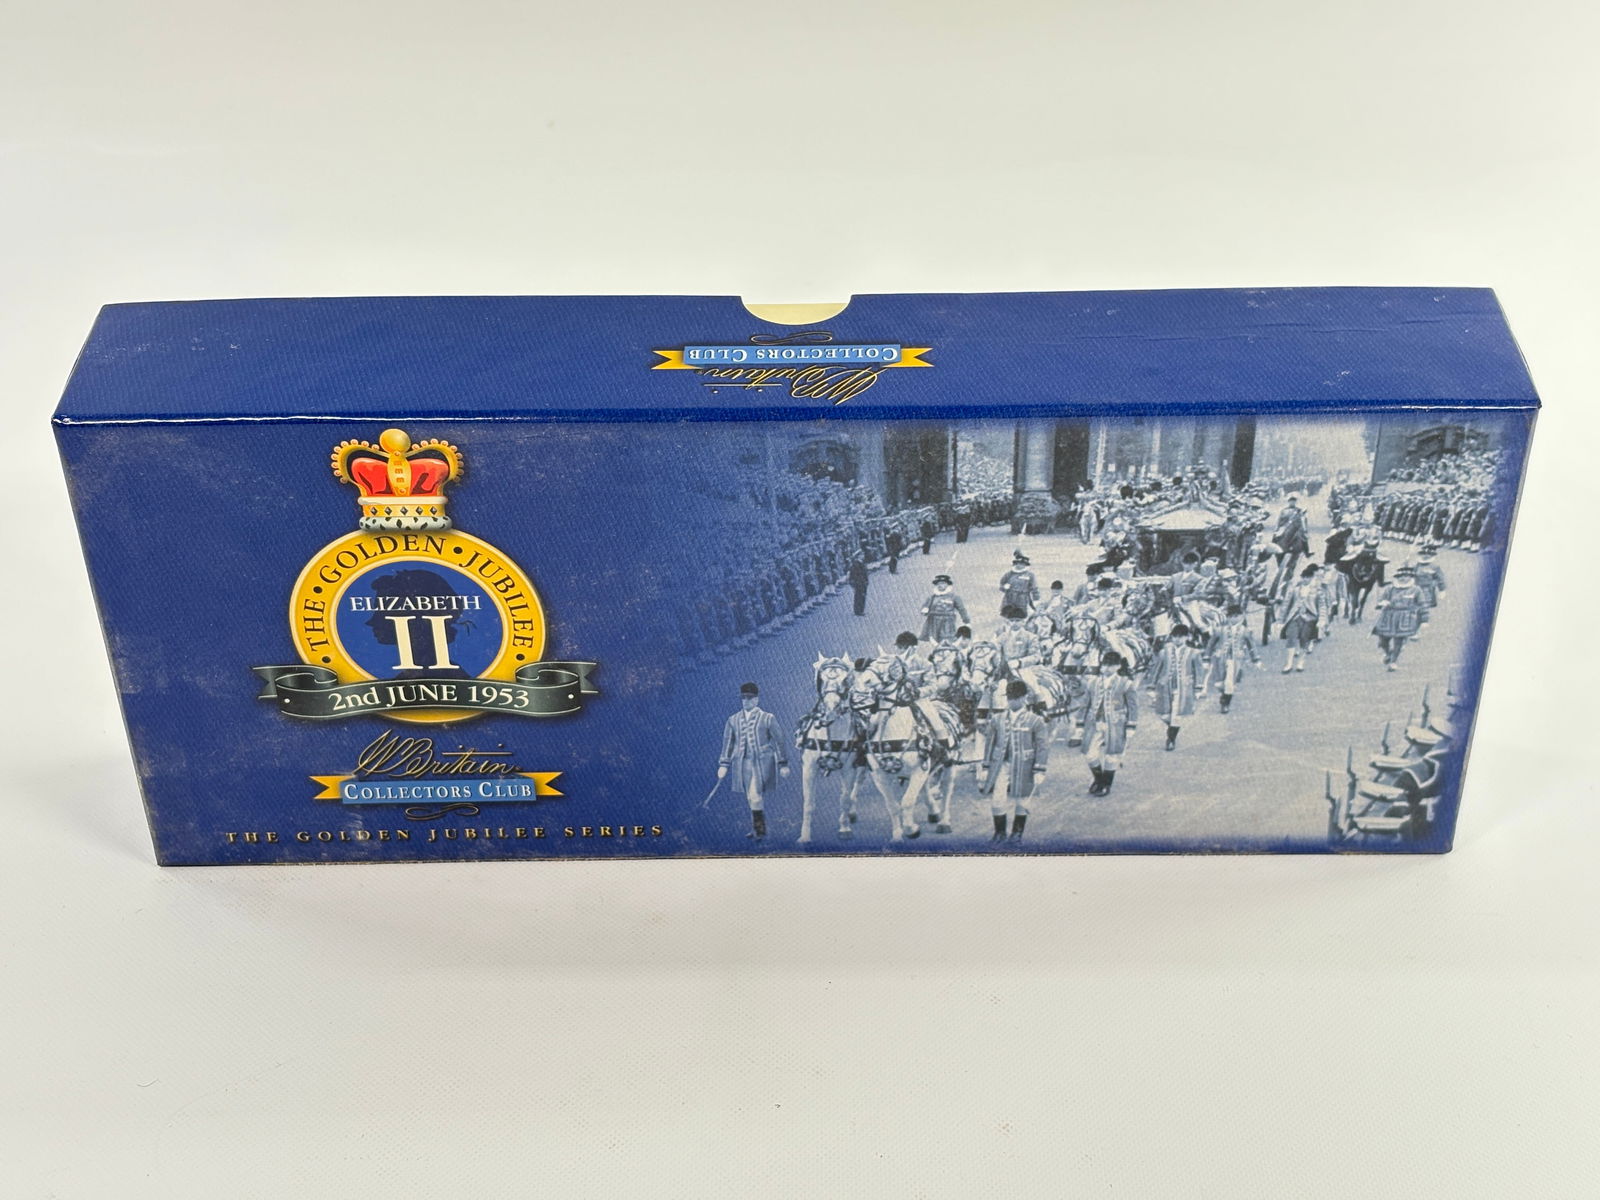 COLLECTORS CLUB
W Britain
THE • GOLDEN • JUBILEE •
ELIZABETH
II
2nd JUNE 1953
W Britain
COLLECTORS CLUB
THE GOLDEN JUBILEE SERIES